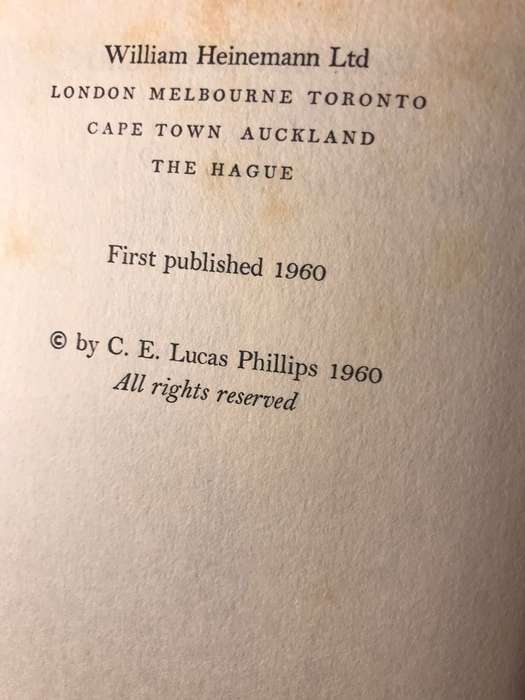 William Heinemann Ltd
LONDON MELBOURNE TORONTO
CAPE TOWN AUCKLAND
THE HAGUE
First published 1960
© by C. E. Lucas Phillips 1960
All rights reserved